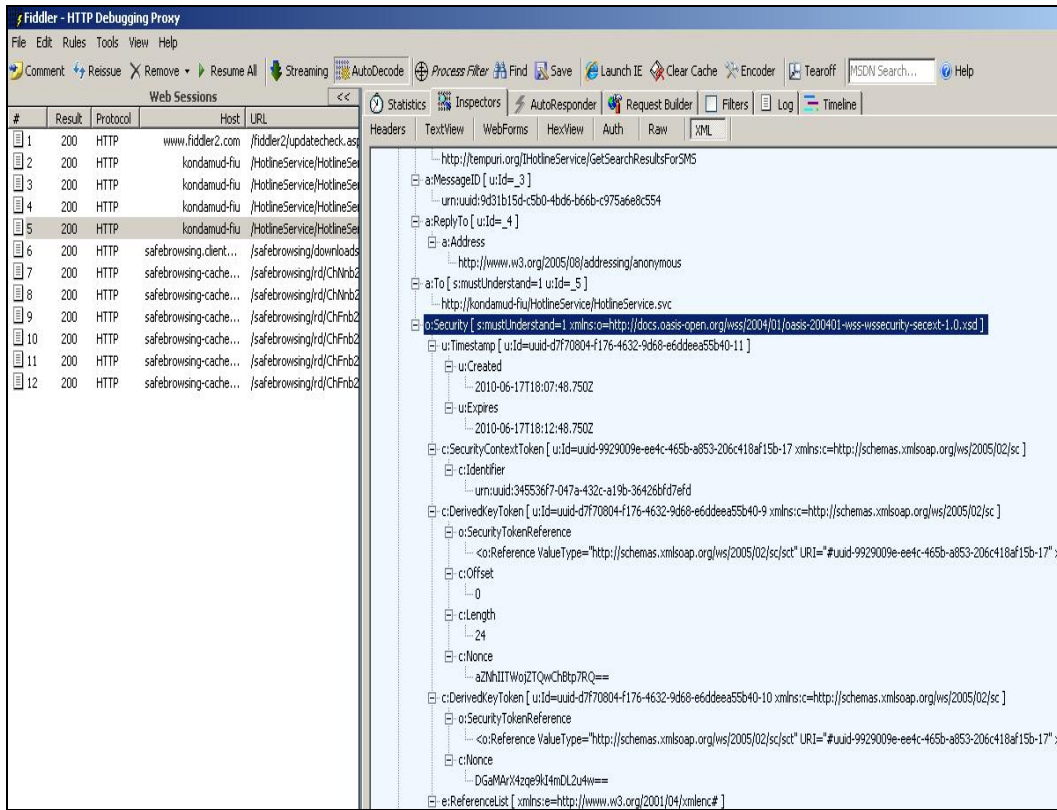 Fiddler - HTTP Debugging Proxy
File Edit Rules Tools View Help
Comment Reissue Remove Resume All Streaming AutoDecode Process Filter Find Save Launch IE Clear Cache Encoder Tearoff MSDN Search... Help
Web Sessions <<
Statistics Inspectors AutoResponder Request Builder Filters Log Timeline
# Result Protocol Host URL
Headers TextView WebForms HexView Auth Raw XML
1 200 HTTP www.fiddler2.com /fiddler2/updatecheck.asp
2 200 HTTP kondamud-fiu /HotlineService/HotlineSer
3 200 HTTP kondamud-fiu /HotlineService/HotlineSer
4 200 HTTP kondamud-fiu /HotlineService/HotlineSer
5 200 HTTP kondamud-fiu /HotlineService/HotlineSer
6 200 HTTP safebrowsing.client... /safebrowsing/downloads
7 200 HTTP safebrowsing-cache... /safebrowsing/rd/ChNnb2
8 200 HTTP safebrowsing-cache... /safebrowsing/rd/ChNnb2
9 200 HTTP safebrowsing-cache... /safebrowsing/rd/ChFnb2
10 200 HTTP safebrowsing-cache... /safebrowsing/rd/ChFnb2
11 200 HTTP safebrowsing-cache... /safebrowsing/rd/ChFnb2
12 200 HTTP safebrowsing-cache... /safebrowsing/rd/ChFnb2
http://tempuri.org/IHotlineService/GetSearchResultsForSMS
a:MessageID [ u:Id=_3 ]
urn:uuid:9d31b15d-c5b0-4bd6-b66b-c975a6e8c554
a:ReplyTo [ u:Id=_4 ]
a:Address
http://www.w3.org/2005/08/addressing/anonymous
a:To [ s:mustUnderstand=1 u:Id=_5 ]
http://kondamud-fiu/HotlineService/HotlineService.svc
o:Security [ s:mustUnderstand=1 xmlns:o=http://docs.oasis-open.org/wss/2004/01/oasis-200401-wss-wssecurity-secext-1.0.xsd ]
u:Timestamp [ u:Id=uuid-d7f70804-f176-4632-9d68-e6ddeea55b40-11 ]
u:Created
2010-06-17T18:07:48.750Z
u:Expires
2010-06-17T18:12:48.750Z
c:SecurityContextToken [ u:Id=uuid-9929009e-ee4c-465b-a853-206c418af15b-17 xmlns:c=http://schemas.xmlsoap.org/ws/2005/02/sc ]
c:Identifier
urn:uuid:345536f7-047a-432c-a19b-36426bfd7efd
c:DerivedKeyToken [ u:Id=uuid-d7f70804-f176-4632-9d68-e6ddeea55b40-9 xmlns:c=http://schemas.xmlsoap.org/ws/2005/02/sc ]
o:SecurityTokenReference
<o:Reference ValueType="http://schemas.xmlsoap.org/ws/2005/02/sc/sct" URI="#uuid-9929009e-ee4c-465b-a853-206c418af15b-17" x
c:Offset
0
c:Length
24
c:Nonce
aZNhIITWojZTQwChBtp7RQ==
c:DerivedKeyToken [ u:Id=uuid-d7f70804-f176-4632-9d68-e6ddeea55b40-10 xmlns:c=http://schemas.xmlsoap.org/ws/2005/02/sc ]
o:SecurityTokenReference
<o:Reference ValueType="http://schemas.xmlsoap.org/ws/2005/02/sc/sct" URI="#uuid-9929009e-ee4c-465b-a853-206c418af15b-17" x
c:Nonce
DGaMArX4zqe9kI4mDL2u4w==
e:ReferenceList [ xmlns:e=http://www.w3.org/2001/04/xmlenc# ]